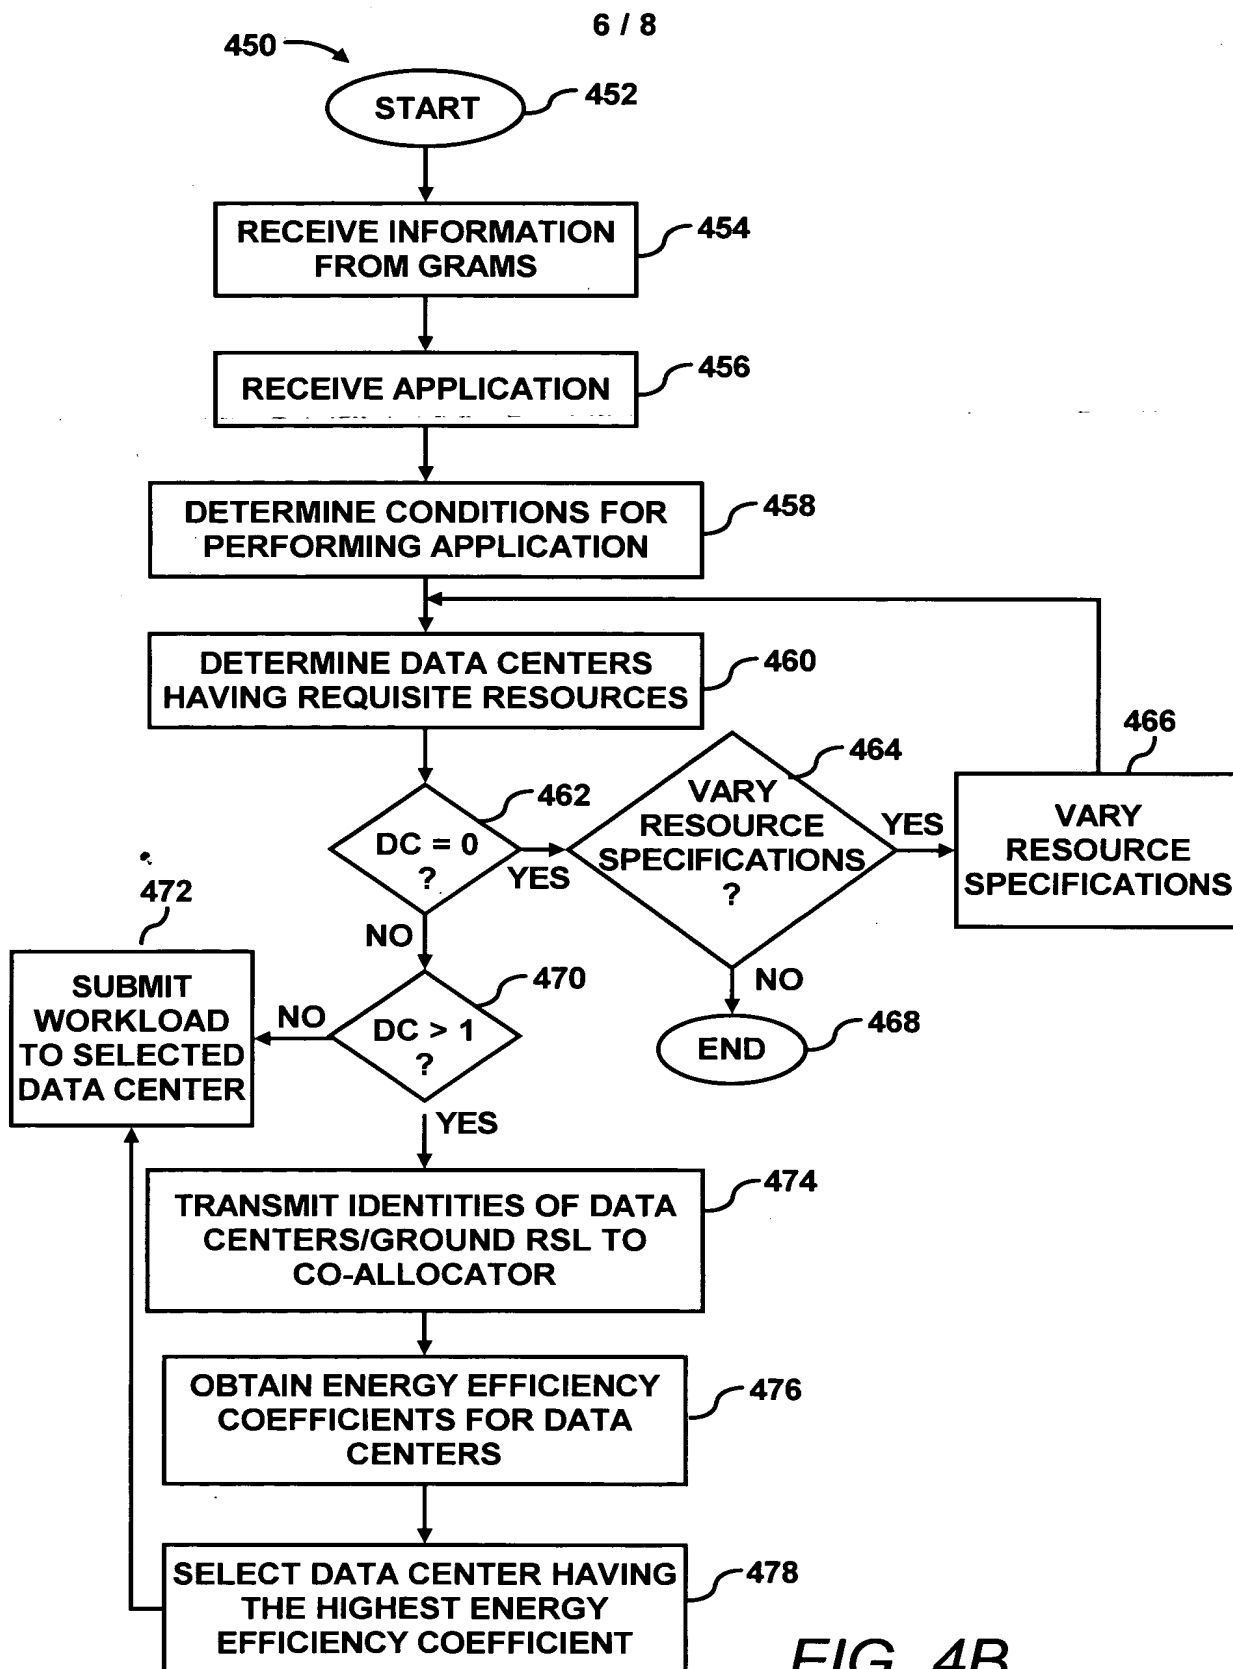 6 / 8
450
START
452
RECEIVE INFORMATION
FROM GRAMS
454
RECEIVE APPLICATION
456
DETERMINE CONDITIONS FOR
PERFORMING APPLICATION
458
DETERMINE DATA CENTERS
HAVING REQUISITE RESOURCES
460
DC = 0
?
462
YES
NO
VARY
RESOURCE
SPECIFICATIONS
?
464
YES
NO
VARY
RESOURCE
SPECIFICATIONS
466
END
468
DC > 1
?
470
NO
YES
472
SUBMIT
WORKLOAD
TO SELECTED
DATA CENTER
TRANSMIT IDENTITIES OF DATA
CENTERS/GROUND RSL TO
CO-ALLOCATOR
474
OBTAIN ENERGY EFFICIENCY
COEFFICIENTS FOR DATA
CENTERS
476
SELECT DATA CENTER HAVING
THE HIGHEST ENERGY
EFFICIENCY COEFFICIENT
478
FIG. 4B